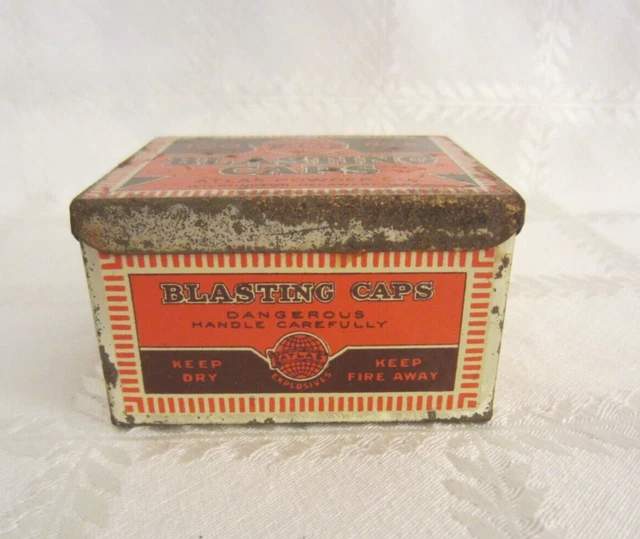 BLASTING
CAPS
BLASTING CAPS
DANGEROUS
HANDLE CAREFULLY
KEEP
DRY
ATLAS
EXPLOSIVES
KEEP
FIRE AWAY